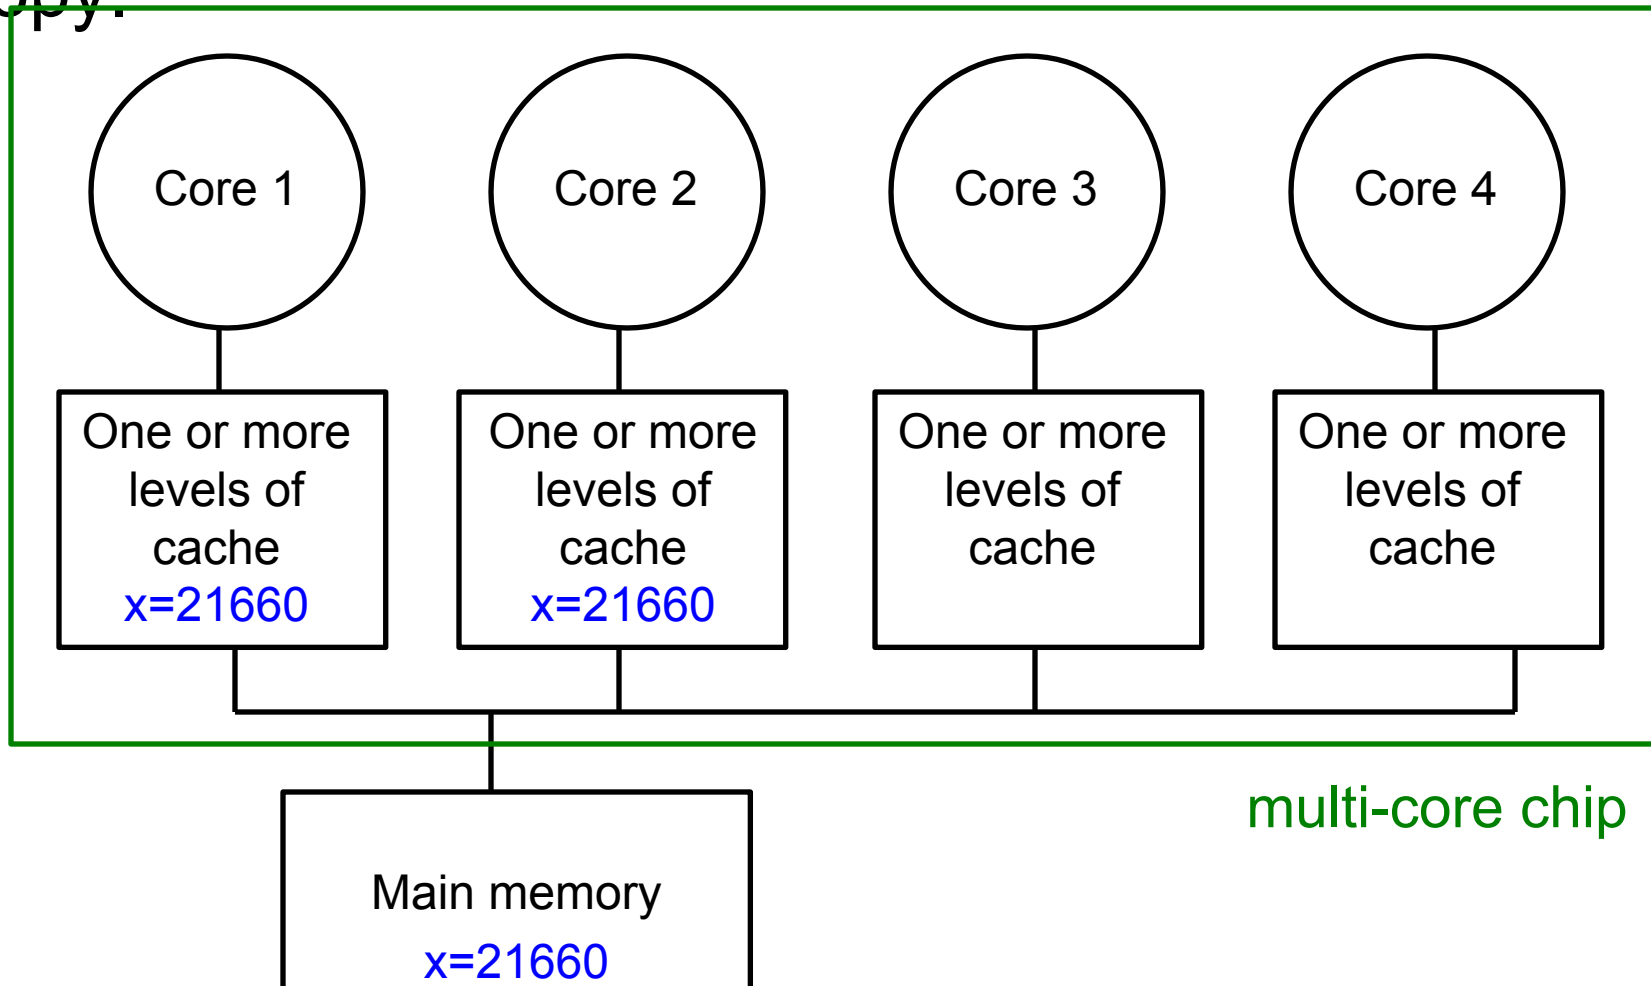 Core 1
Core 2
Core 3
Core 4
One or more
levels of
cache
x=21660
One or more
levels of
cache
x=21660
One or more
levels of
cache
One or more
levels of
cache
multi-core chip
Main memory
x=21660